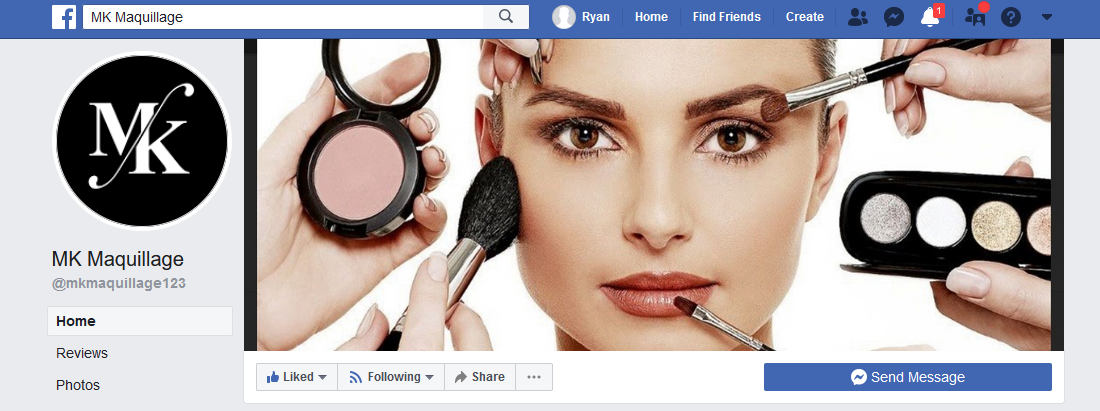 MK Maquillage
Ryan
Home
Find Friends
Create
1
MK
MK Maquillage
@mkmaquillage123
Home
Reviews
Photos
Liked
Following
Share
Send Message